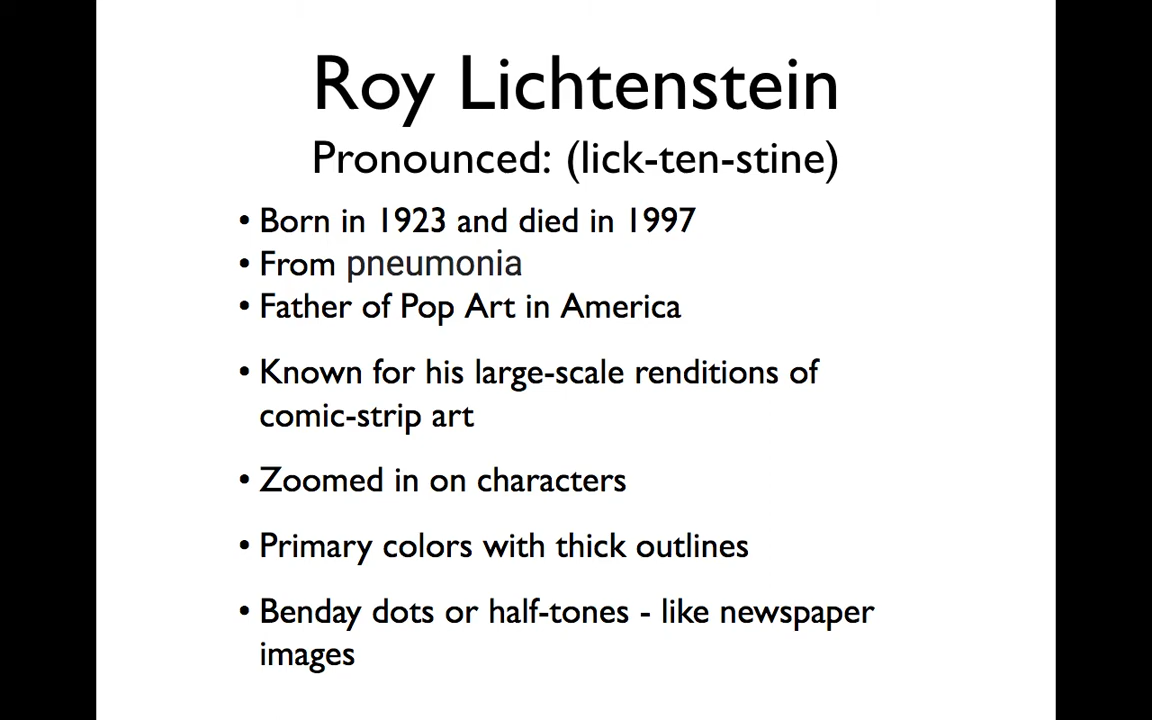 Roy Lichtenstein
Pronounced: (lick-ten-stine)
• Born in 1923 and died in 1997
• From pneumonia
• Father of Pop Art in America
• Known for his large-scale renditions of
comic-strip art
• Zoomed in on characters
• Primary colors with thick outlines
• Benday dots or half-tones - like newspaper
images